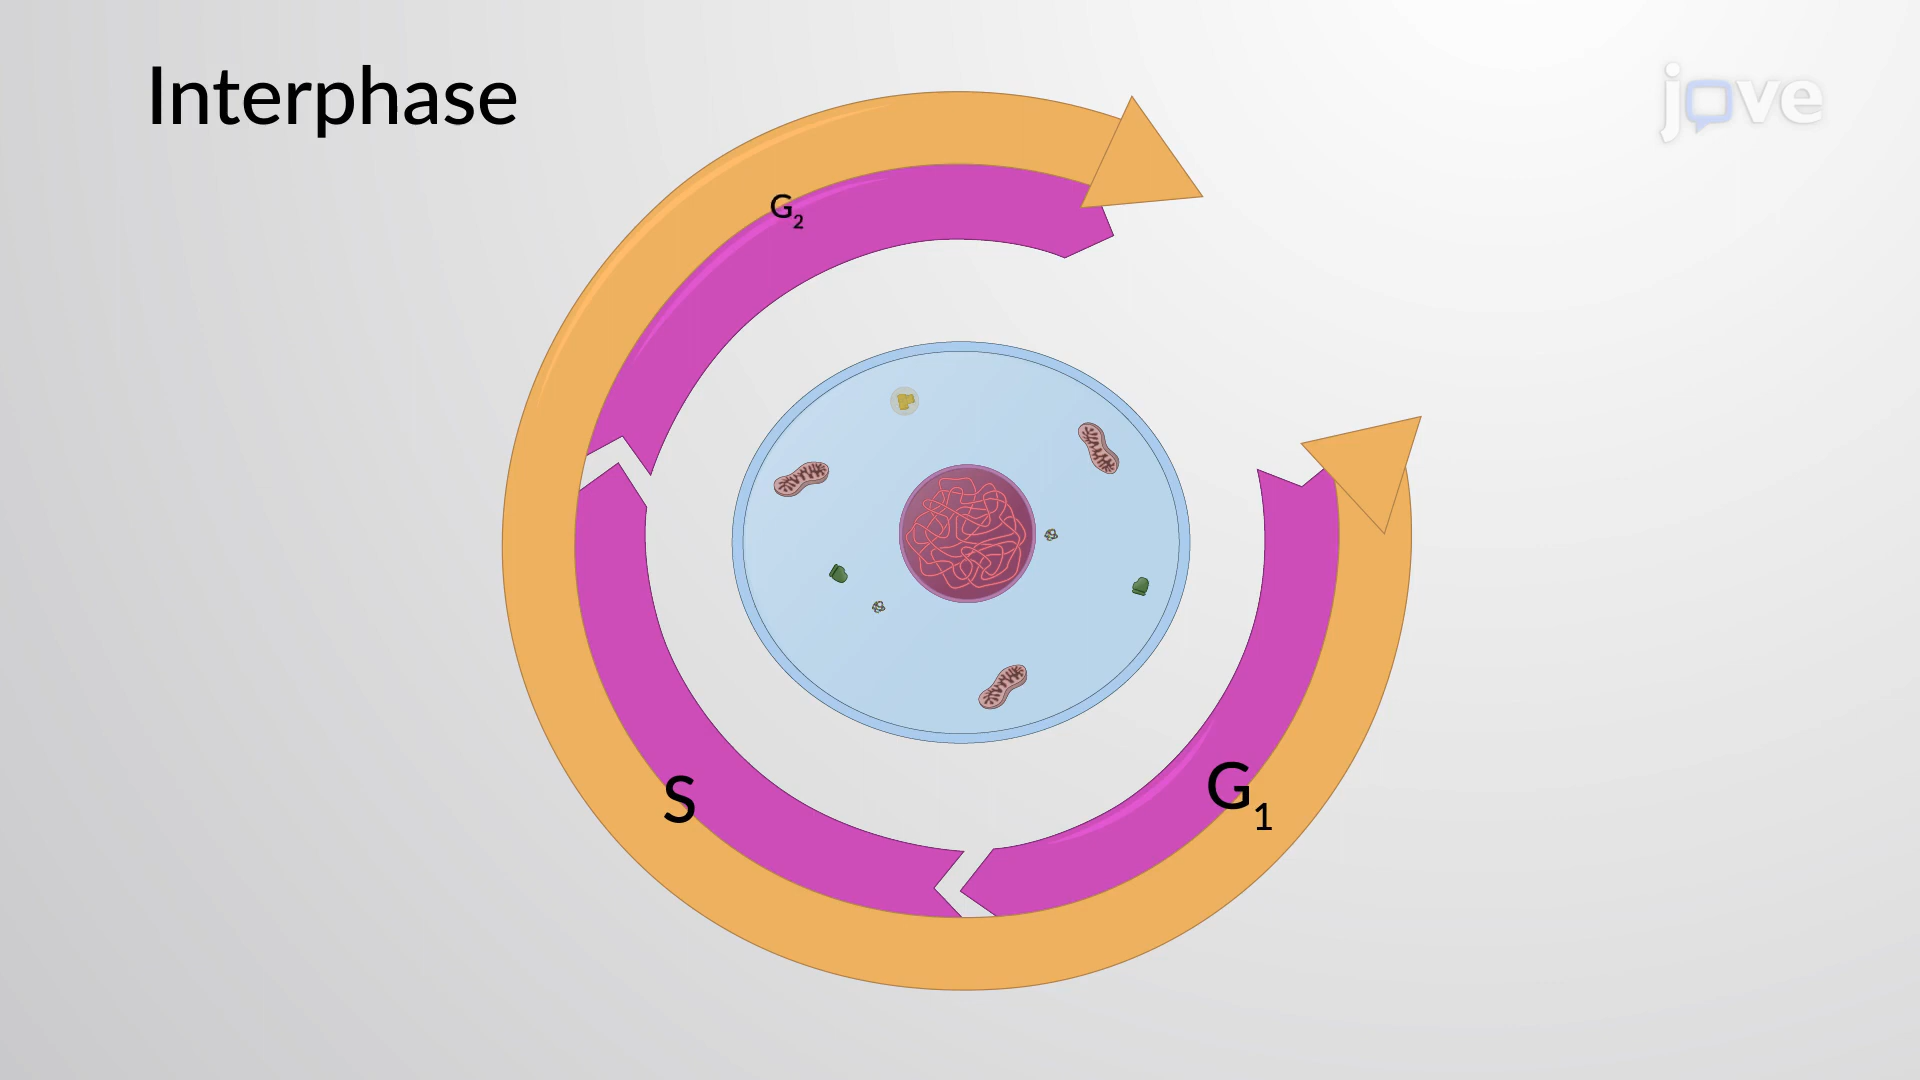 Interphase
jove
G₂
S
G₁